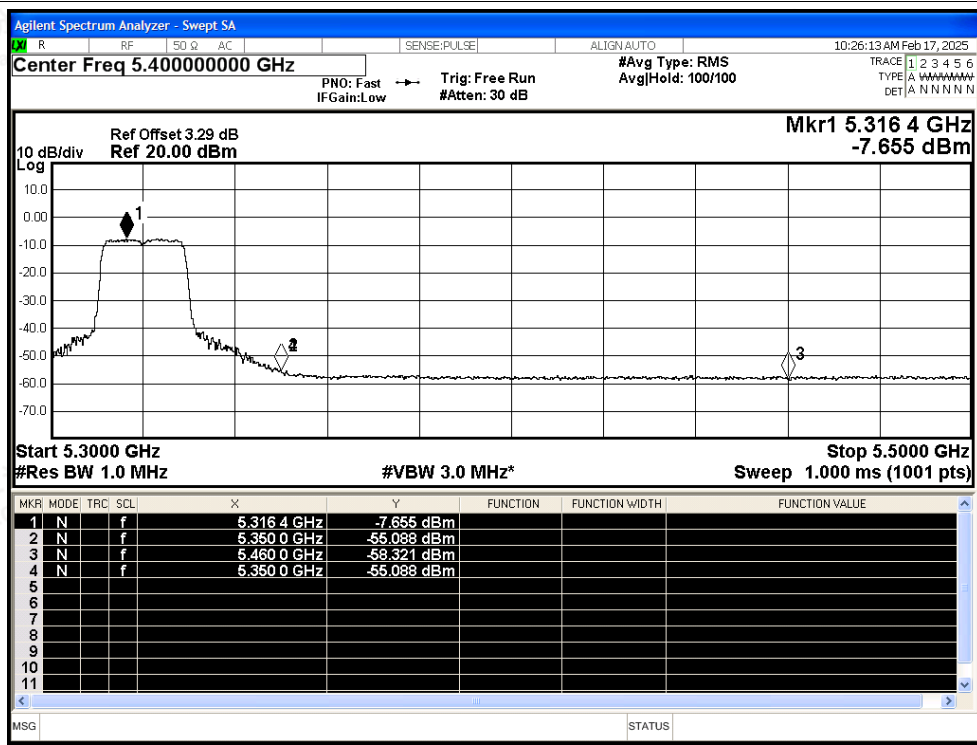 Agilent Spectrum Analyzer - Swept SA
LXI R RF 50 Ω AC SENSE:PULSE ALIGN AUTO 10:26:13 AM Feb 17, 2025
Center Freq 5.400000000 GHz
PNO: Fast
IFGain:Low
Trig: Free Run
#Atten: 30 dB
#Avg Type: RMS
Avg|Hold: 100/100
TRACE 1 2 3 4 5 6
TYPE A WWWWW
DET A N N N N N
Mkr1 5.316 4 GHz
-7.655 dBm
Ref Offset 3.29 dB
10 dB/div Ref 20.00 dBm
Log
10.0
0.00
-10.0
-20.0
-30.0
-40.0
-50.0
-60.0
-70.0
1
3
Start 5.3000 GHz Stop 5.5000 GHz
#Res BW 1.0 MHz #VBW 3.0 MHz* Sweep 1.000 ms (1001 pts)
MKR MODE TRC SCL X Y FUNCTION FUNCTION WIDTH FUNCTION VALUE
1 N f 5.316 4 GHz -7.655 dBm
2 N f 5.350 0 GHz -55.088 dBm
3 N f 5.460 0 GHz -58.321 dBm
4 N f 5.350 0 GHz -55.088 dBm
5
6
7
8
9
10
11
MSG STATUS